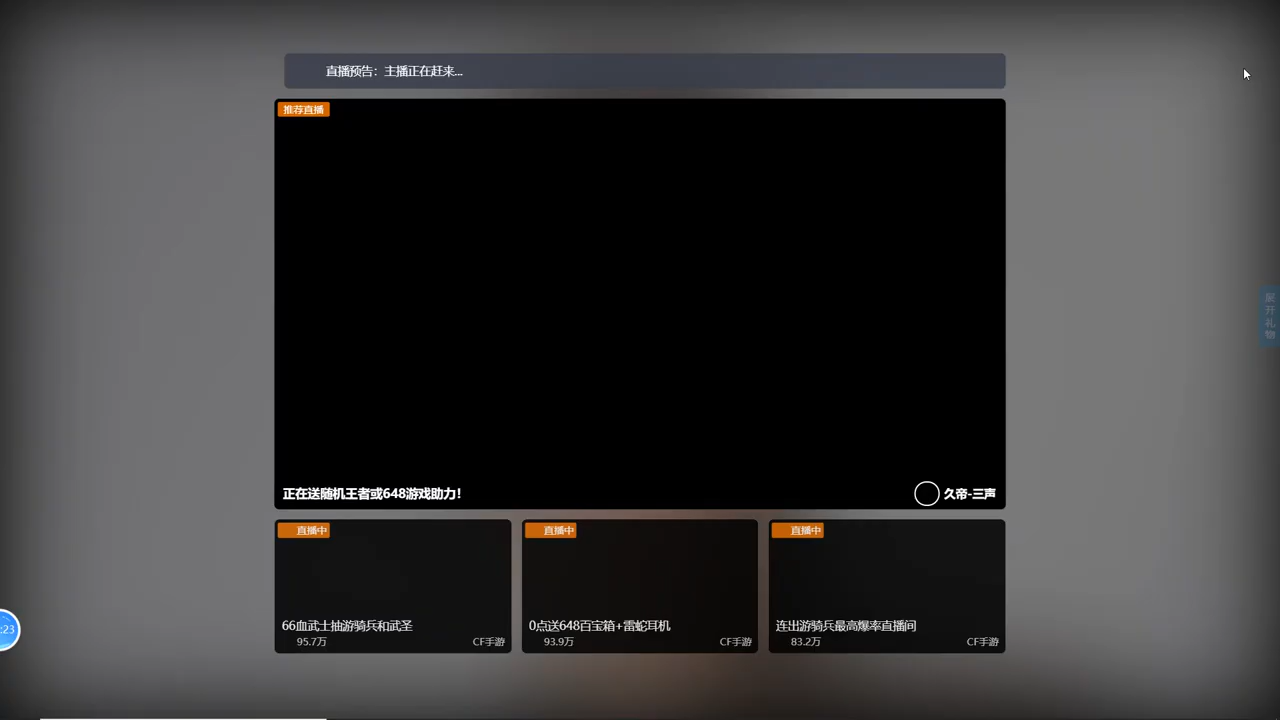 直播预告：主播正在赶来...
推荐直播
正在送随机王者或648游戏助力！
久帝-三声
直播中
66血武士抽游骑兵和武圣
95.7万
CF手游
直播中
0点送648百宝箱+雷蛇耳机
93.9万
CF手游
直播中
连出游骑兵最高爆率直播间
83.2万
CF手游
展开礼物
:23